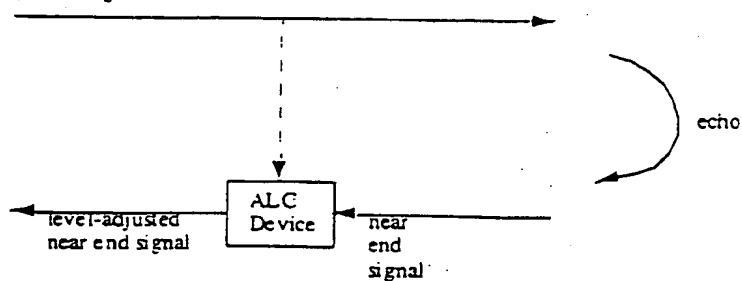 echo
ALC
Device
level-adjusted
near end signal
near
end
signal